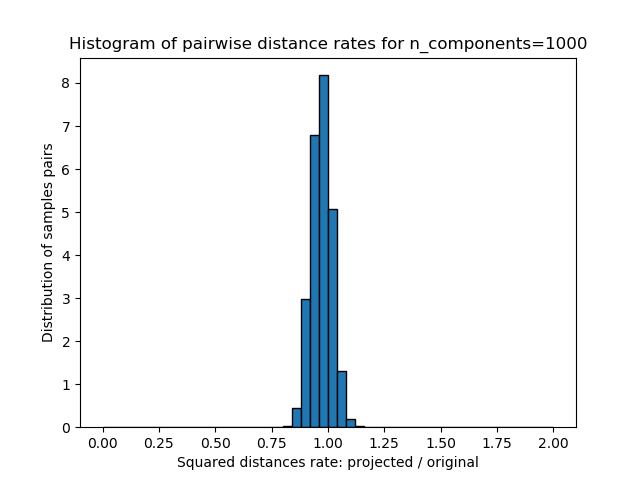 Histogram of pairwise distance rates for n_components=1000
8
7
6
5
4
3
2
1
0
Distribution of samples pairs
0.00 0.25 0.50 0.75 1.00 1.25 1.50 1.75 2.00
Squared distances rate: projected / original